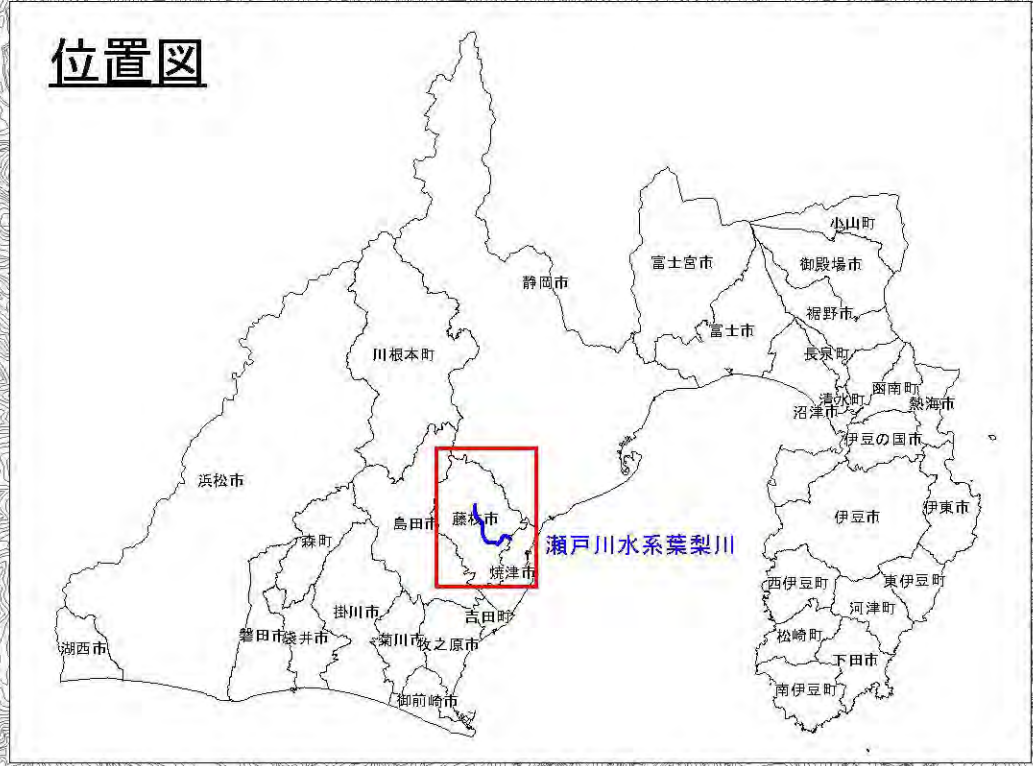 位置図
小山町
富士宮市
御殿場市
静岡市
裾野市
富士市
川根本町
長泉町
函南町
清水町
熱海市
沼津市
伊豆の国市
浜松市
伊東市
伊豆市
島田市
藤枝市
森町
瀬戸川水系葉梨川
焼津市
西伊豆町
東伊豆町
掛川市
吉田町
河津町
磐田市
袋井市
菊川市
牧之原市
松崎町
湖西市
下田市
御前崎市
南伊豆町